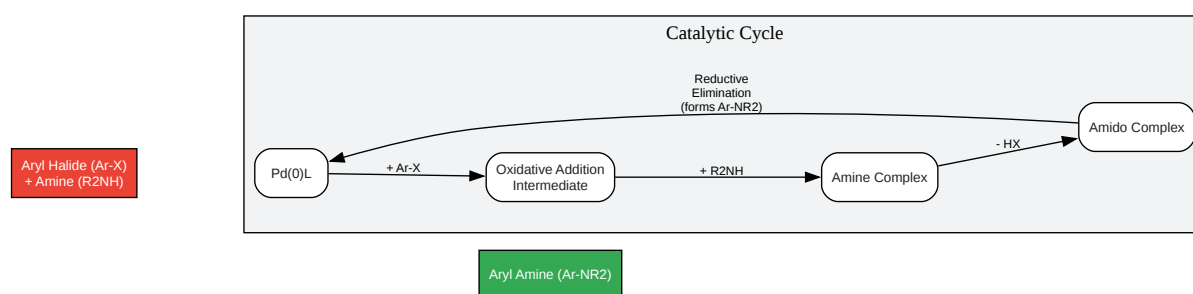 Catalytic Cycle
Reductive
Elimination
(forms Ar-NR2)
Amido Complex
- HX
Aryl Halide (Ar-X)
+ Amine (R2NH)
Pd(0)L
+ Ar-X
Oxidative Addition
Intermediate
+ R2NH
Amine Complex
Aryl Amine (Ar-NR2)